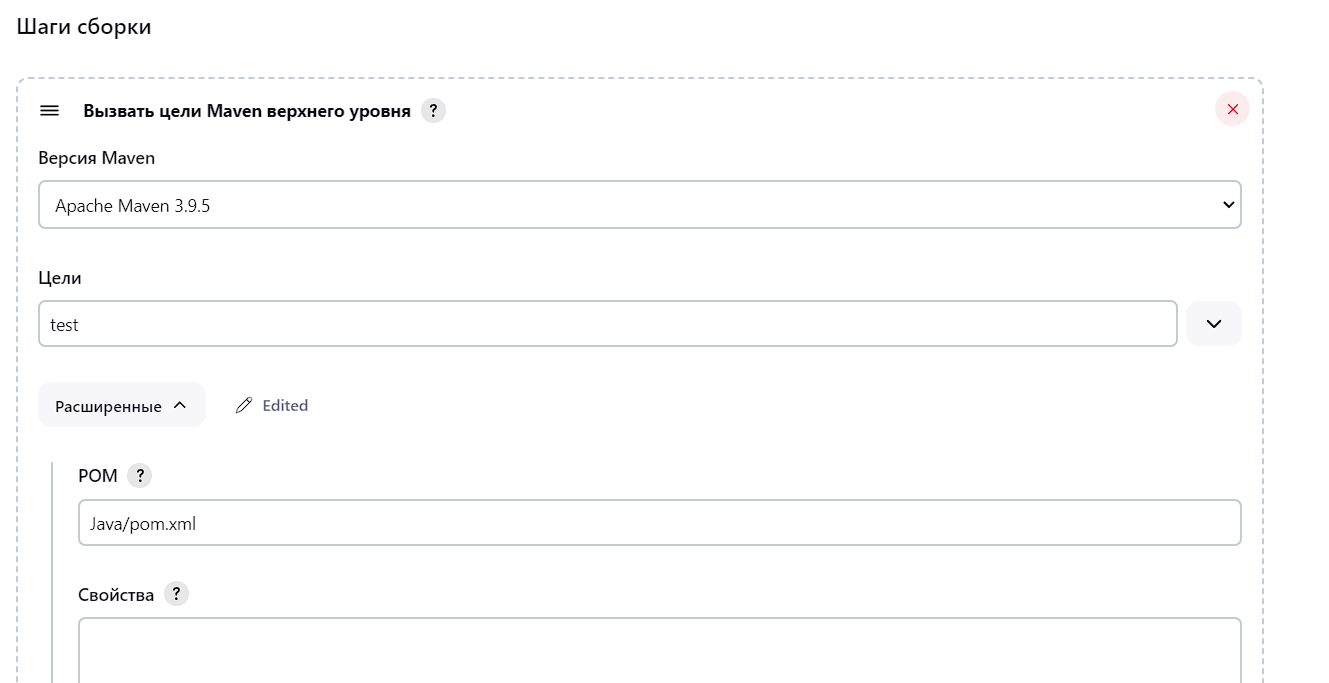 Шаги сборки
Вызвать цели Maven верхнего уровня ?
Версия Maven
Apache Maven 3.9.5
Цели
test
Расширенные Edited
POM ?
Java/pom.xml
Свойства ?